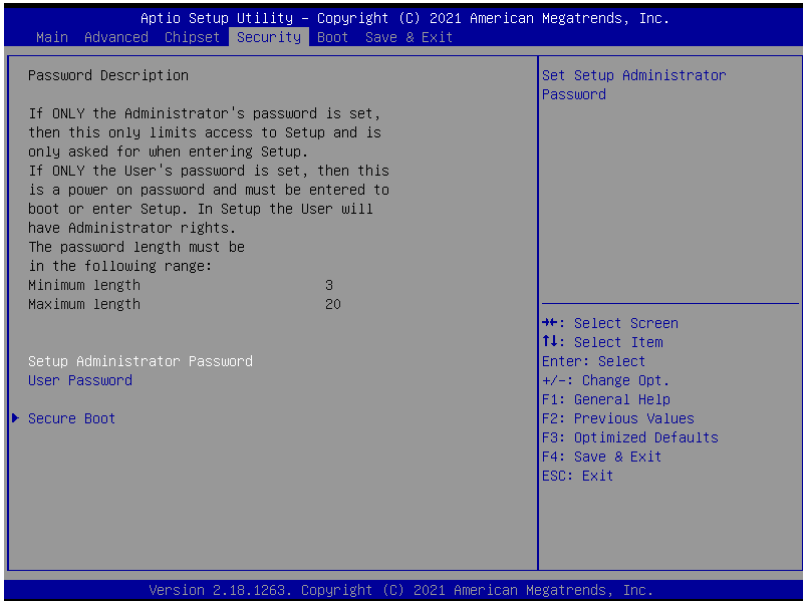 Aptio Setup Utility – Copyright (C) 2021 American Megatrends, Inc.
Main Advanced Chipset Security Boot Save & Exit
Password Description
If ONLY the Administrator's password is set,
then this only limits access to Setup and is
only asked for when entering Setup.
If ONLY the User's password is set, then this
is a power on password and must be entered to
boot or enter Setup. In Setup the User will
have Administrator rights.
The password length must be
in the following range:
Minimum length 3
Maximum length 20
Setup Administrator Password
User Password
Secure Boot
Set Setup Administrator
Password
→←: Select Screen
↑↓: Select Item
Enter: Select
+/-: Change Opt.
F1: General Help
F2: Previous Values
F3: Optimized Defaults
F4: Save & Exit
ESC: Exit
Version 2.18.1263. Copyright (C) 2021 American Megatrends, Inc.